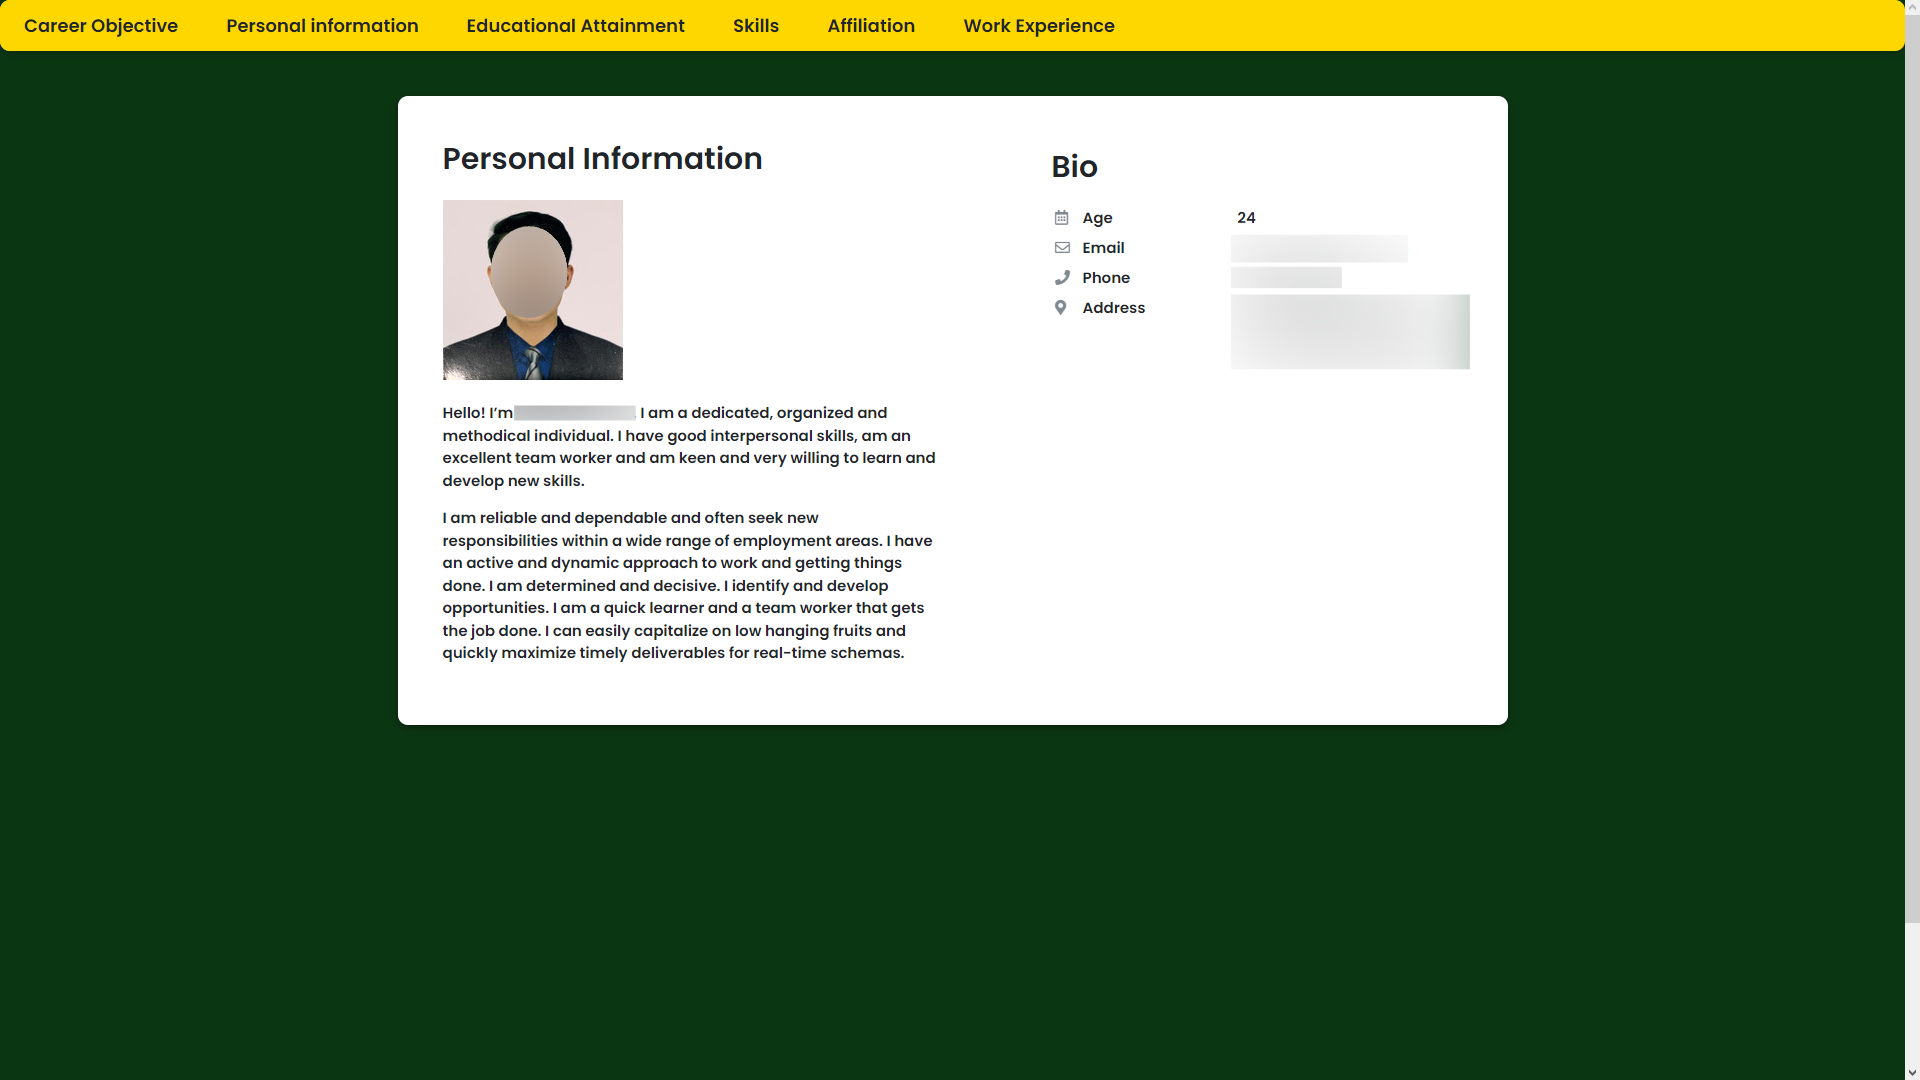 Career Objective
Personal information
Educational Attainment
Skills
Affiliation
Work Experience
Personal Information
Hello! I’m . I am a dedicated, organized and
methodical individual. I have good interpersonal skills, am an
excellent team worker and am keen and very willing to learn and
develop new skills.
I am reliable and dependable and often seek new
responsibilities within a wide range of employment areas. I have
an active and dynamic approach to work and getting things
done. I am determined and decisive. I identify and develop
opportunities. I am a quick learner and a team worker that gets
the job done. I can easily capitalize on low hanging fruits and
quickly maximize timely deliverables for real-time schemas.
Bio
Age 24
Email
Phone
Address